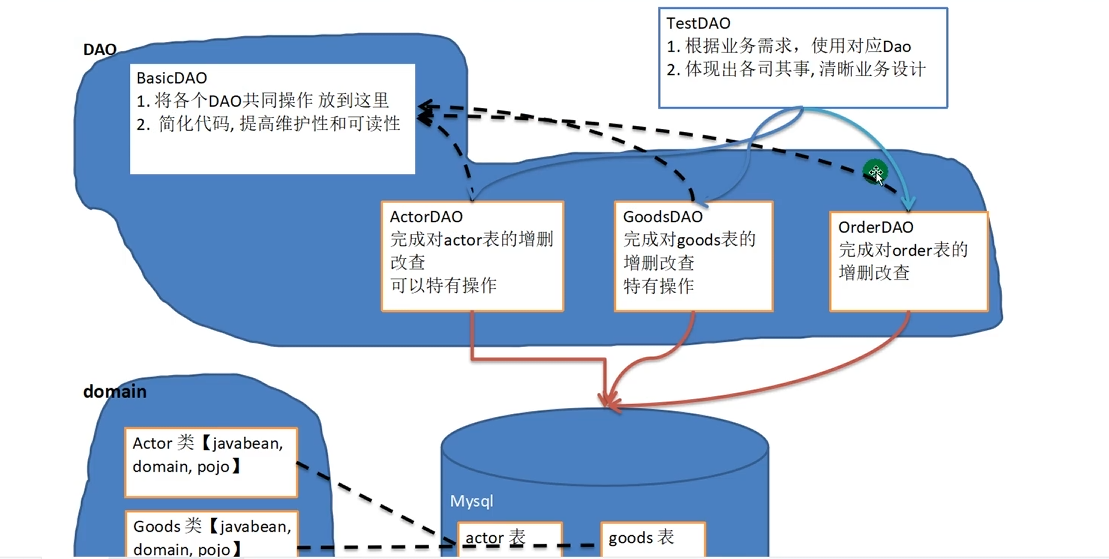 TestDAO
1. 根据业务需求，使用对应Dao
2. 体现出各司其事, 清晰业务设计
DAO
BasicDAO
1. 将各个DAO共同操作 放到这里
2. 简化代码, 提高维护性和可读性
ActorDAO
完成对actor表的增删
改查
可以特有操作
GoodsDAO
完成对goods表的
增删改查
特有操作
OrderDAO
完成对order表的
增删改查
domain
Actor 类【javabean,
domain, pojo】
Goods 类【javabean,
domain, pojo】
Mysql
actor 表
goods 表